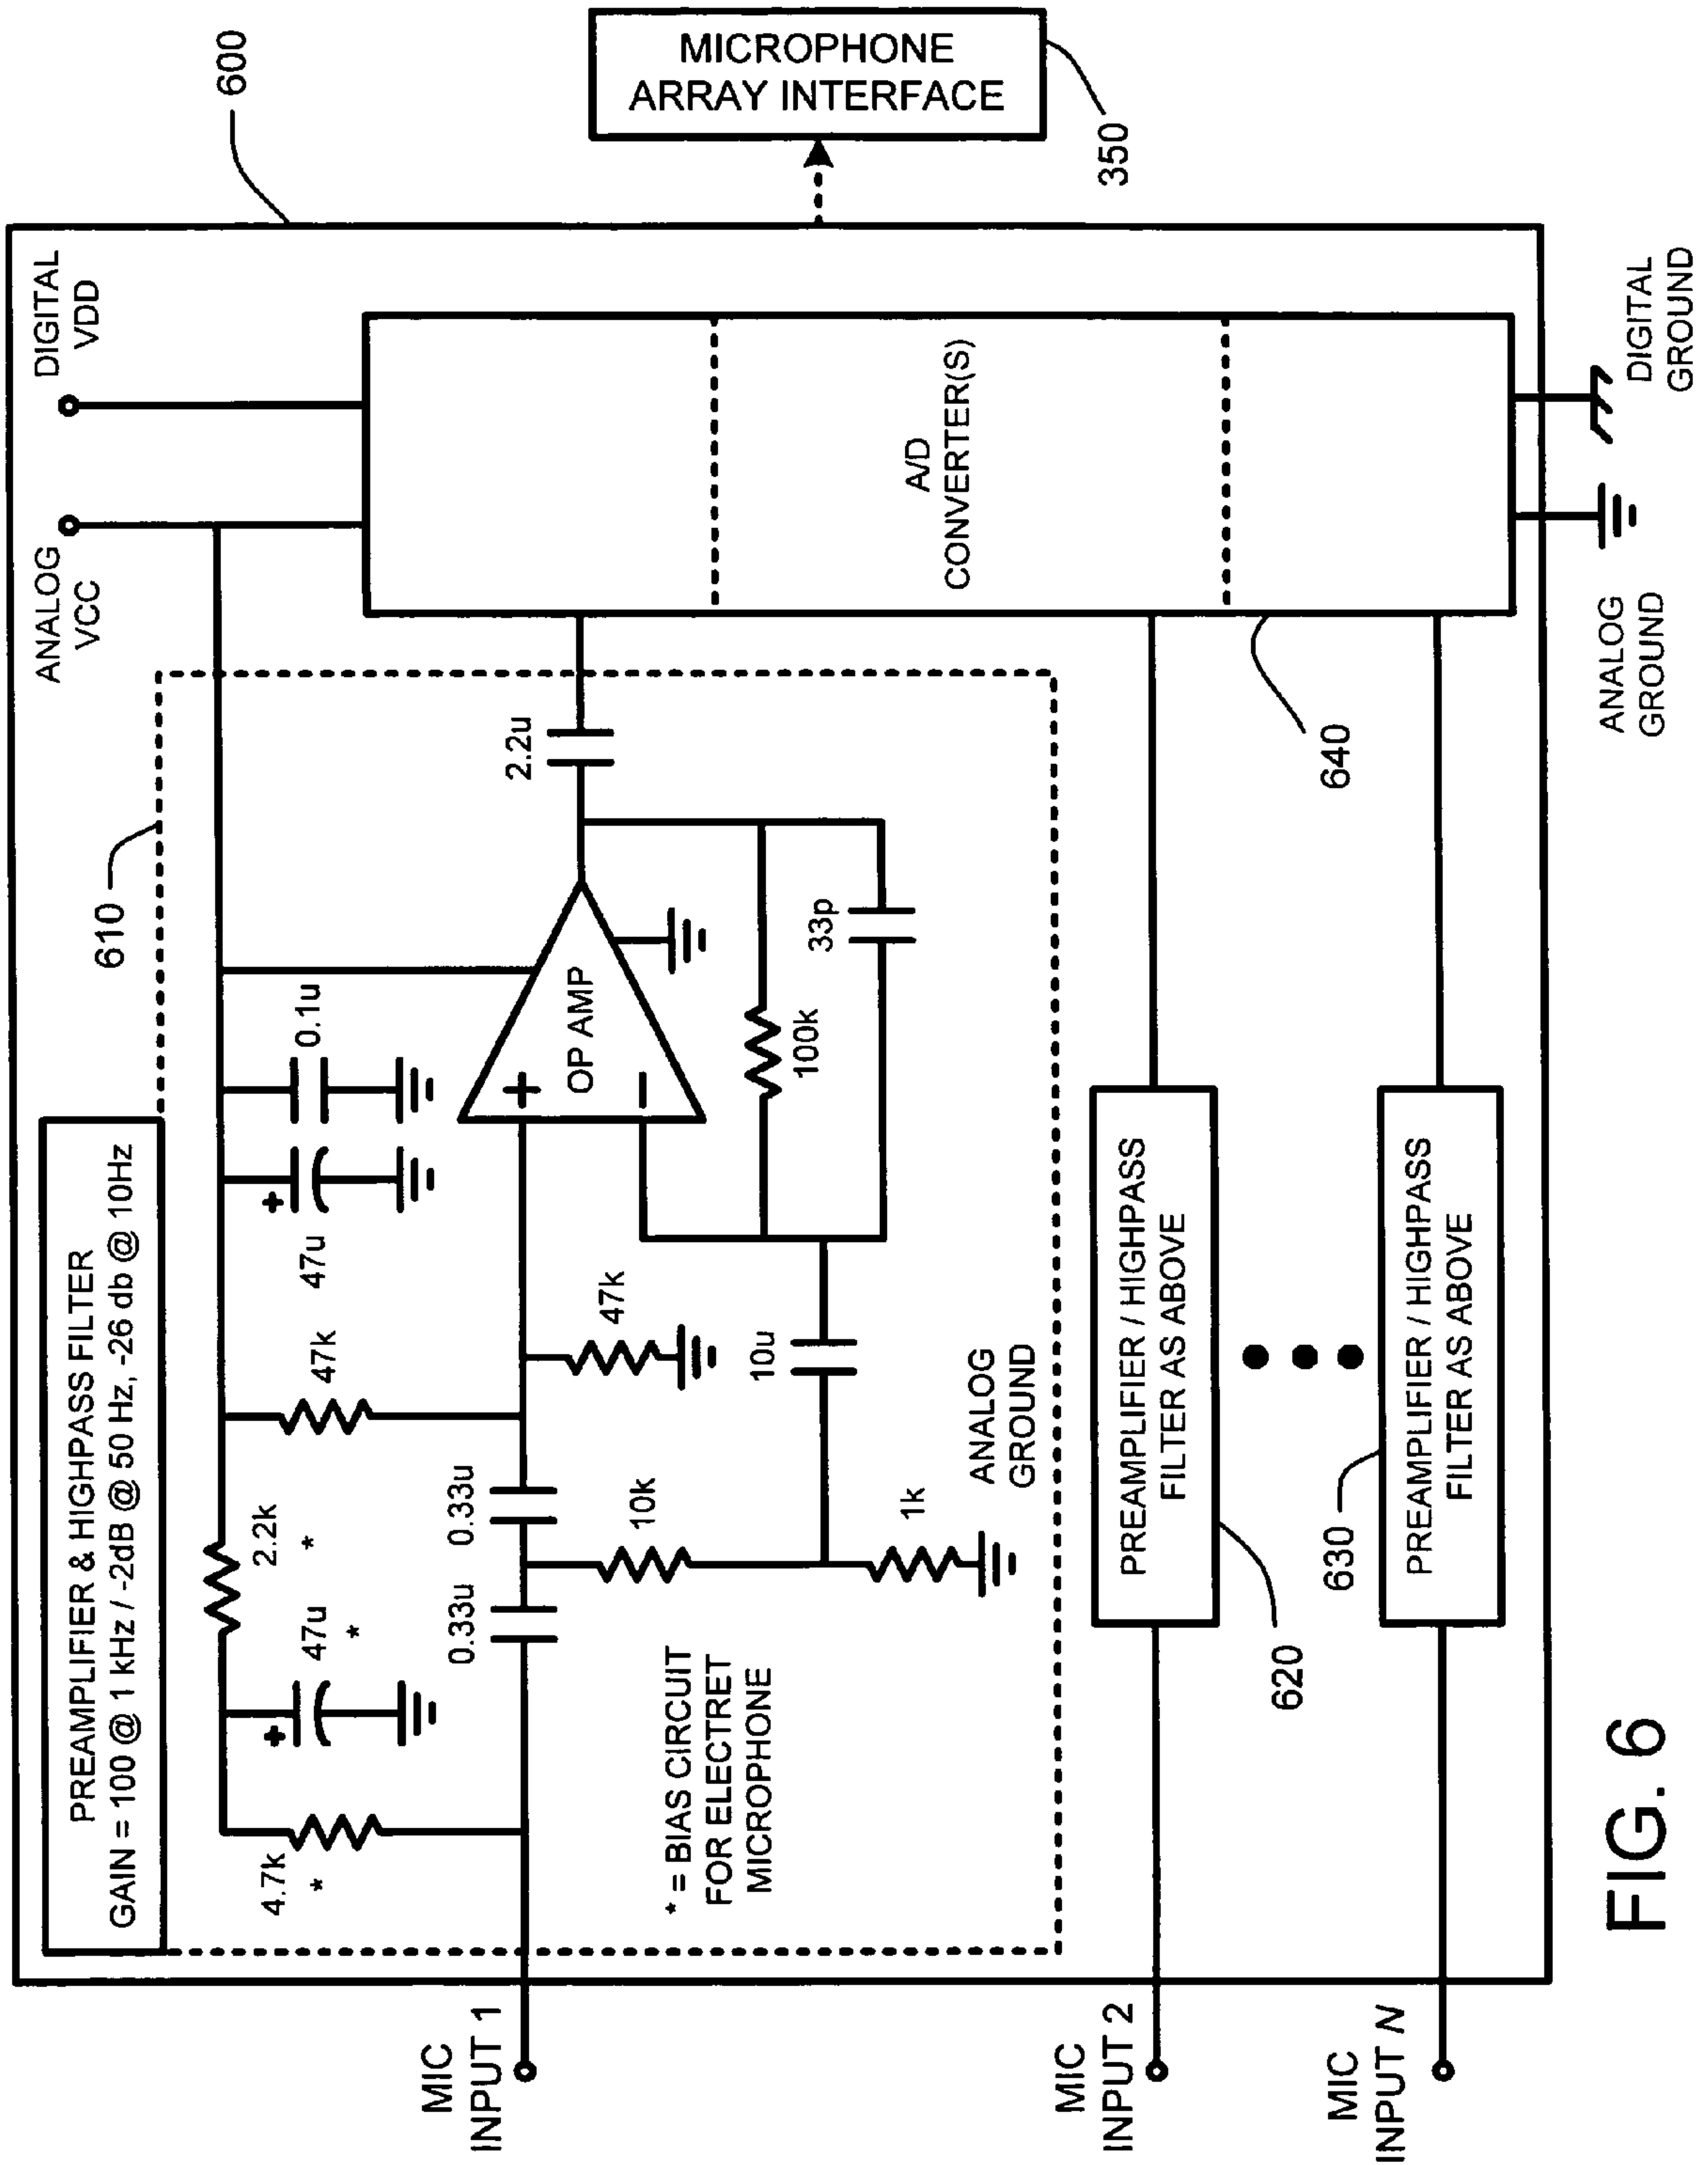 600
MICROPHONE
ARRAY INTERFACE
350
ANALOG
VCC
DIGITAL
VDD
PREAMPLIFIER & HIGHPASS FILTER
GAIN = 100 @ 1 kHz / -2dB @ 50 Hz, -26 db @ 10Hz
610
4.7k
*
+
47u
*
2.2k
*
47k
+
47u
0.1u
MIC
INPUT 1
0.33u
0.33u
47k
+
OP AMP
−
2.2u
10k
10u
100k
33p
1k
ANALOG
GROUND
* = BIAS CIRCUIT
FOR ELECTRET
MICROPHONE
A/D
CONVERTER(S)
MIC
INPUT 2
PREAMPLIFIER / HIGHPASS
FILTER AS ABOVE
620
630
640
MIC
INPUT N
PREAMPLIFIER / HIGHPASS
FILTER AS ABOVE
ANALOG
GROUND
DIGITAL
GROUND
FIG. 6